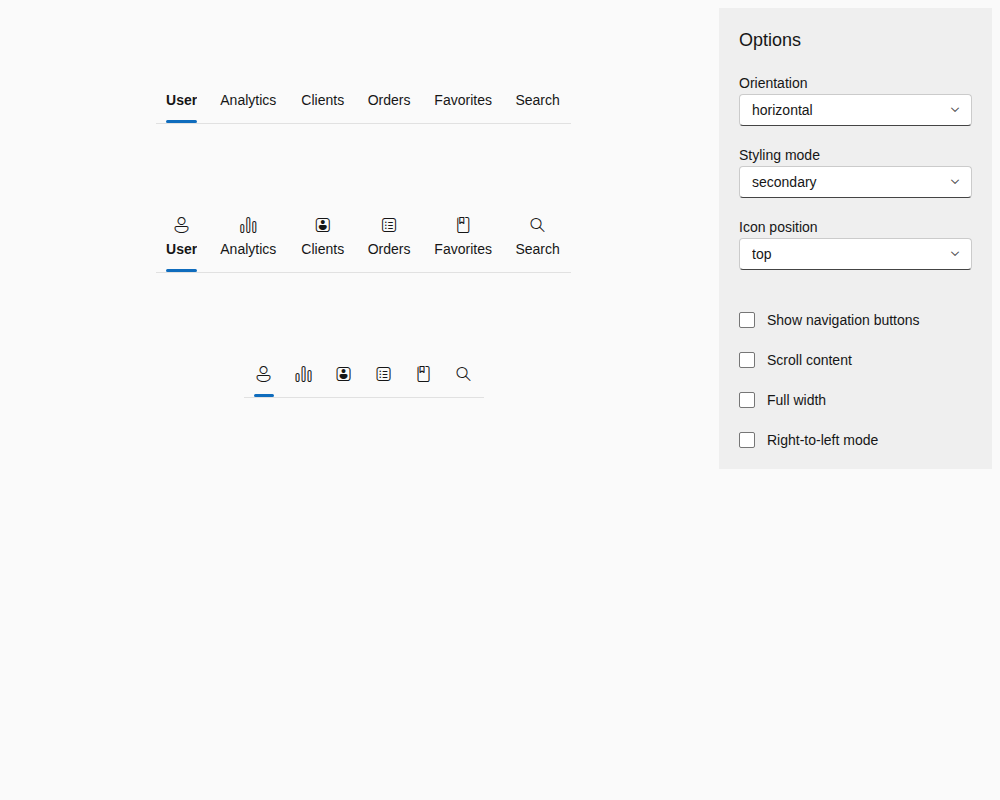 User Analytics Clients Orders Favorites Search
User Analytics Clients Orders Favorites Search
Options
Orientation
horizontal
Styling mode
secondary
Icon position
top
Show navigation buttons
Scroll content
Full width
Right-to-left mode